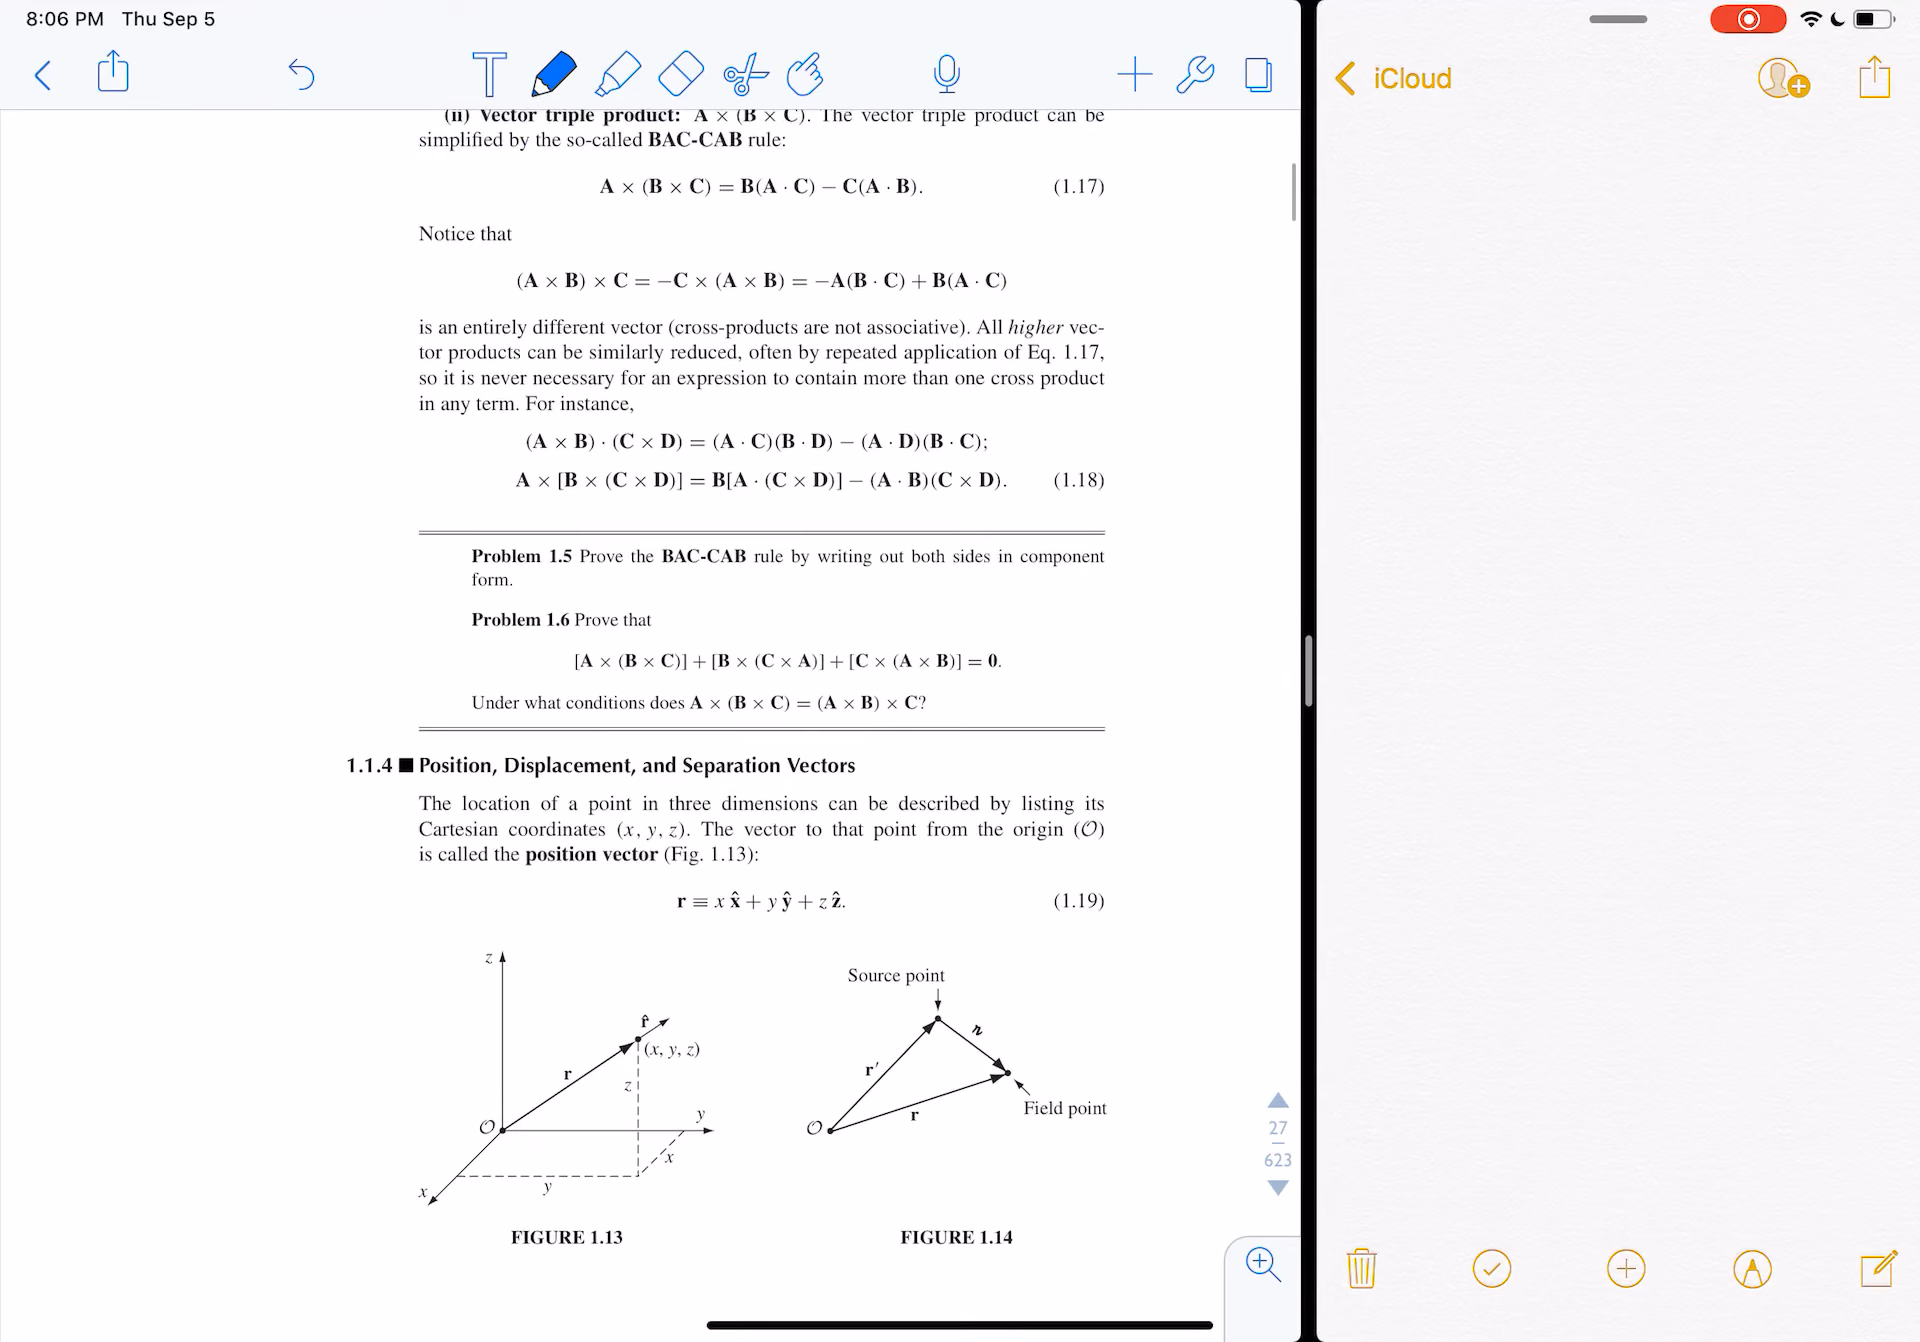 8:06 PM Thu Sep 5
iCloud
(ii) Vector triple product: A × (B × C). The vector triple product can be
simplified by the so-called BAC-CAB rule:
A × (B × C) = B(A · C) − C(A · B). (1.17)
Notice that
(A × B) × C = −C × (A × B) = −A(B · C) + B(A · C)
is an entirely different vector (cross-products are not associative). All higher vec-
tor products can be similarly reduced, often by repeated application of Eq. 1.17,
so it is never necessary for an expression to contain more than one cross product
in any term. For instance,
(A × B) · (C × D) = (A · C)(B · D) − (A · D)(B · C);
A × [B × (C × D)] = B[A · (C × D)] − (A · B)(C × D). (1.18)
Problem 1.5 Prove the BAC-CAB rule by writing out both sides in component
form.
Problem 1.6 Prove that
[A × (B × C)] + [B × (C × A)] + [C × (A × B)] = 0.
Under what conditions does A × (B × C) = (A × B) × C?
1.1.4 ■ Position, Displacement, and Separation Vectors
The location of a point in three dimensions can be described by listing its
Cartesian coordinates (x, y, z). The vector to that point from the origin (𝒪)
is called the position vector (Fig. 1.13):
r ≡ x x̂ + y ŷ + z ẑ. (1.19)
z
r̂
(x, y, z)
r
z
y
𝒪
x
y
x
FIGURE 1.13
Source point
𝓇
r′
Field point
r
𝒪
FIGURE 1.14
27
623